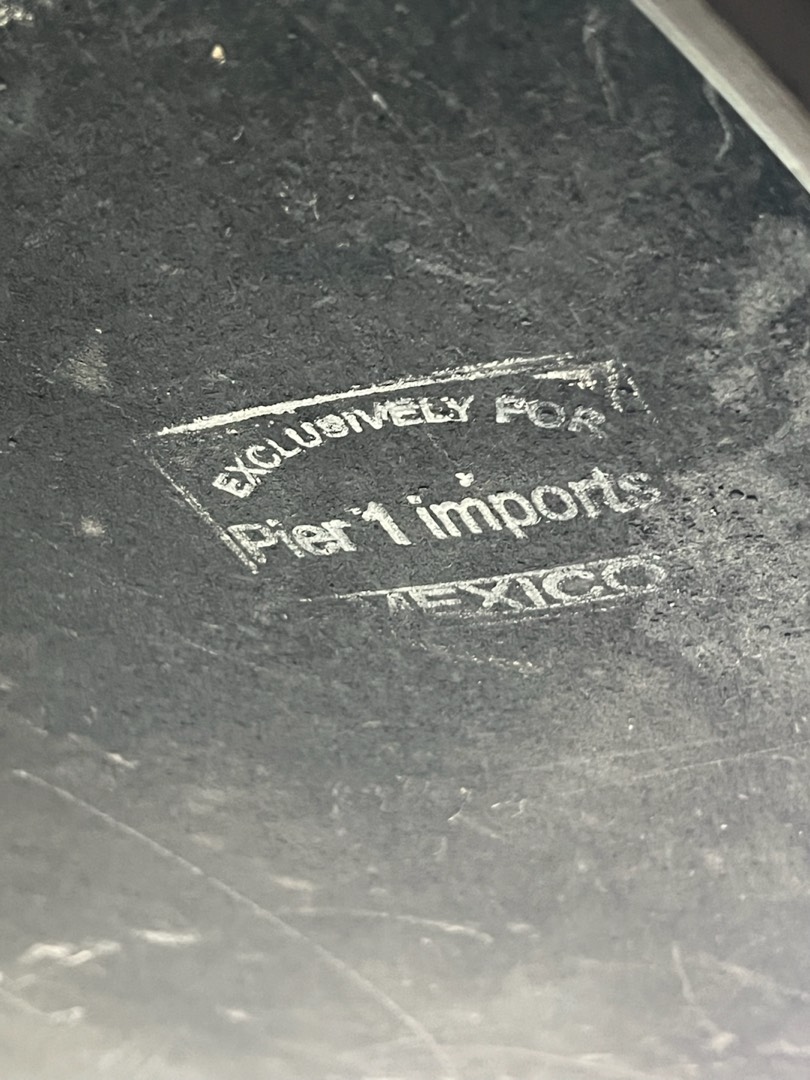 EXCLUSIVELY FOR
Pier 1 imports
MEXICO